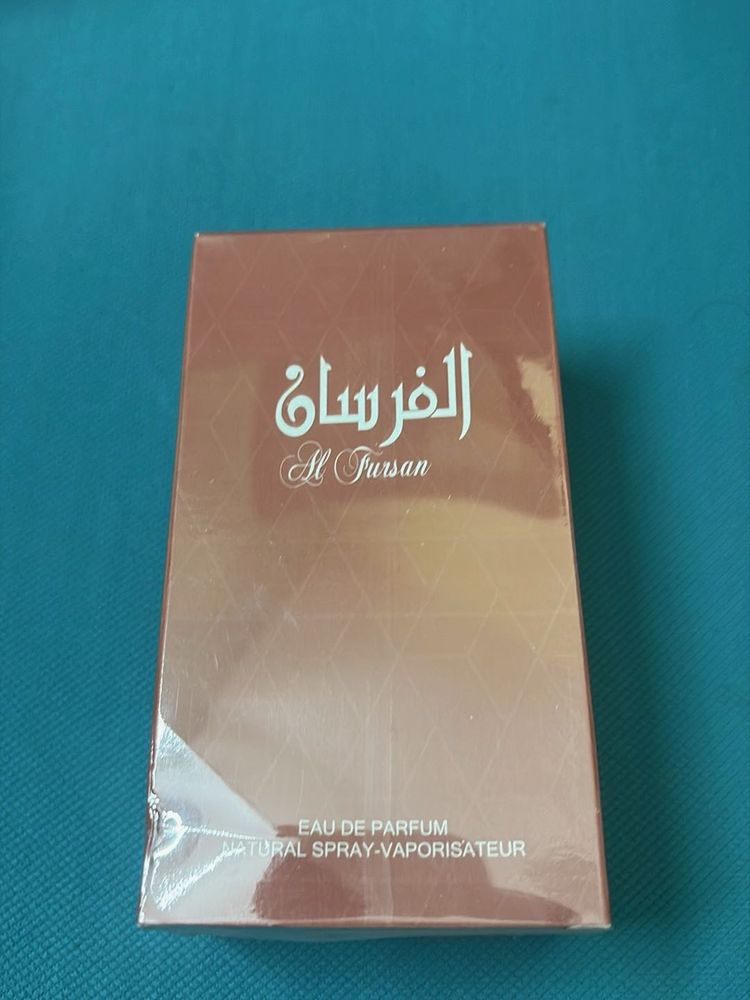 الفرسان
Al Fursan
EAU DE PARFUM
NATURAL SPRAY-VAPORISATEUR